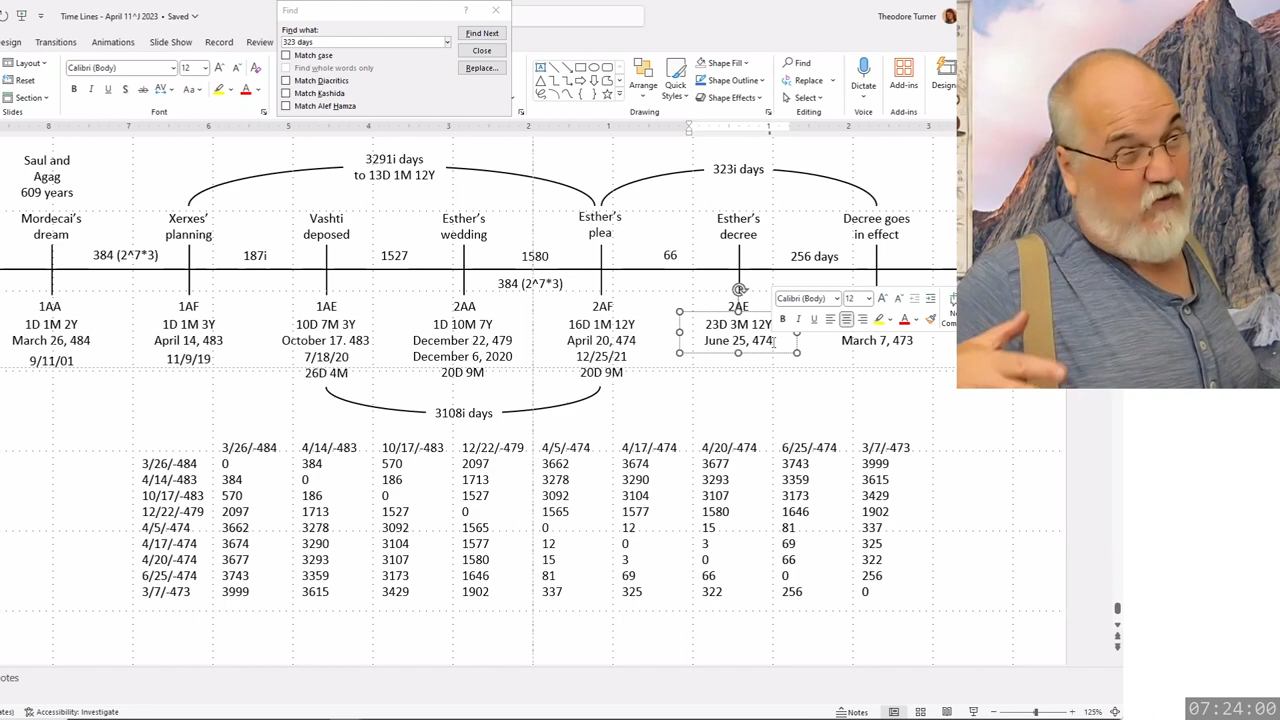 Time Lines - April 11^J 2023 • Saved
Find
? ×
Theodore Turner
Transitions
Animations
Slide Show
Record
Review
Find what:
323 days
Find Next
Match case
Close
Find whole words only
Replace...
Match Diacritics
Match Kashida
Match Alef Hamza
Layout
Reset
Section
Calibri (Body)
12
Font
Shape Fill
Shape Outline
Shape Effects
Arrange
Quick
Styles
Drawing
Find
Replace
Select
Editing
Dictate
Voice
Add-ins
Add-ins
8 7 6 5 4 3 2 1 0 1 2 3
Saul and
Agag
609 years
3291i days
to 13D 1M 12Y
323i days
Mordecai's
dream
Xerxes'
planning
Vashti
deposed
Esther's
wedding
Esther's
plea
Esther's
decree
Decree goes
in effect
384 (2^7*3)
187i
1527
1580
66
256 days
384 (2^7*3)
1AA
1D 1M 2Y
March 26, 484
9/11/01
1AF
1D 1M 3Y
April 14, 483
11/9/19
1AE
10D 7M 3Y
October 17. 483
7/18/20
26D 4M
2AA
1D 10M 7Y
December 22, 479
December 6, 2020
20D 9M
2AF
16D 1M 12Y
April 20, 474
12/25/21
20D 9M
2AE
23D 3M 12Y
June 25, 474
March 7, 473
Calibri (Body)
12
3108i days
3/26/-484 4/14/-483 10/17/-483 12/22/-479 4/5/-474 4/17/-474 4/20/-474 6/25/-474 3/7/-473
3/26/-484 0 384 570 2097 3662 3674 3677 3743 3999
4/14/-483 384 0 186 1713 3278 3290 3293 3359 3615
10/17/-483 570 186 0 1527 3092 3104 3107 3173 3429
12/22/-479 2097 1713 1527 0 1565 1577 1580 1646 1902
4/5/-474 3662 3278 3092 1565 0 12 15 81 337
4/17/-474 3674 3290 3104 1577 12 0 3 69 325
4/20/-474 3677 3293 3107 1580 15 3 0 66 322
6/25/-474 3743 3359 3173 1646 81 69 66 0 256
3/7/-473 3999 3615 3429 1902 337 325 322 256 0
Accessibility: Investigate
Notes
125%
07:24:00